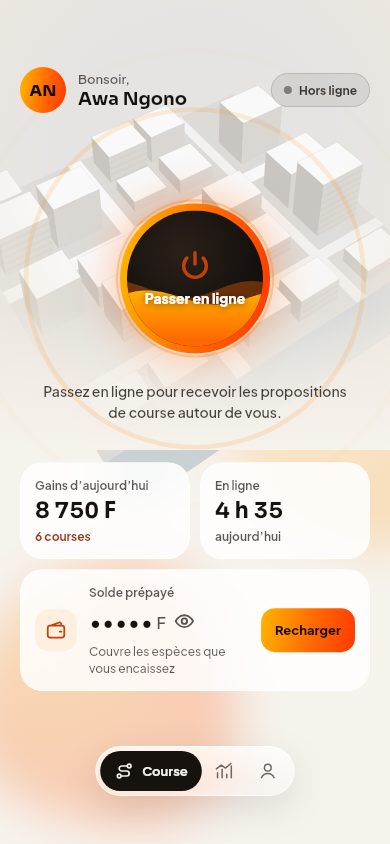 AN
Bonsoir,
Awa Ngono
Hors ligne
Passer en ligne
Passez en ligne pour recevoir les propositions
de course autour de vous.
Gains d’aujourd’hui
8 750 F
6 courses
En ligne
4 h 35
aujourd’hui
Solde prépayé
●●●●● F
Couvre les espèces que
vous encaissez
Recharger
Course